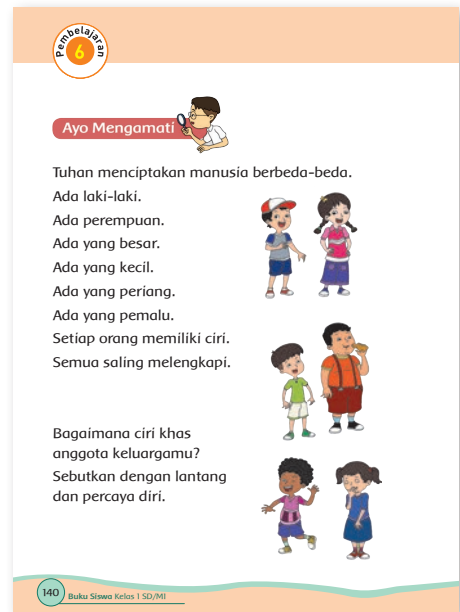 Pembelajaran
6
Ayo Mengamati
Tuhan menciptakan manusia berbeda-beda.
Ada laki-laki.
Ada perempuan.
Ada yang besar.
Ada yang kecil.
Ada yang periang.
Ada yang pemalu.
Setiap orang memiliki ciri.
Semua saling melengkapi.
Bagaimana ciri khas
anggota keluargamu?
Sebutkan dengan lantang
dan percaya diri.
140 Buku Siswa Kelas 1 SD/MI